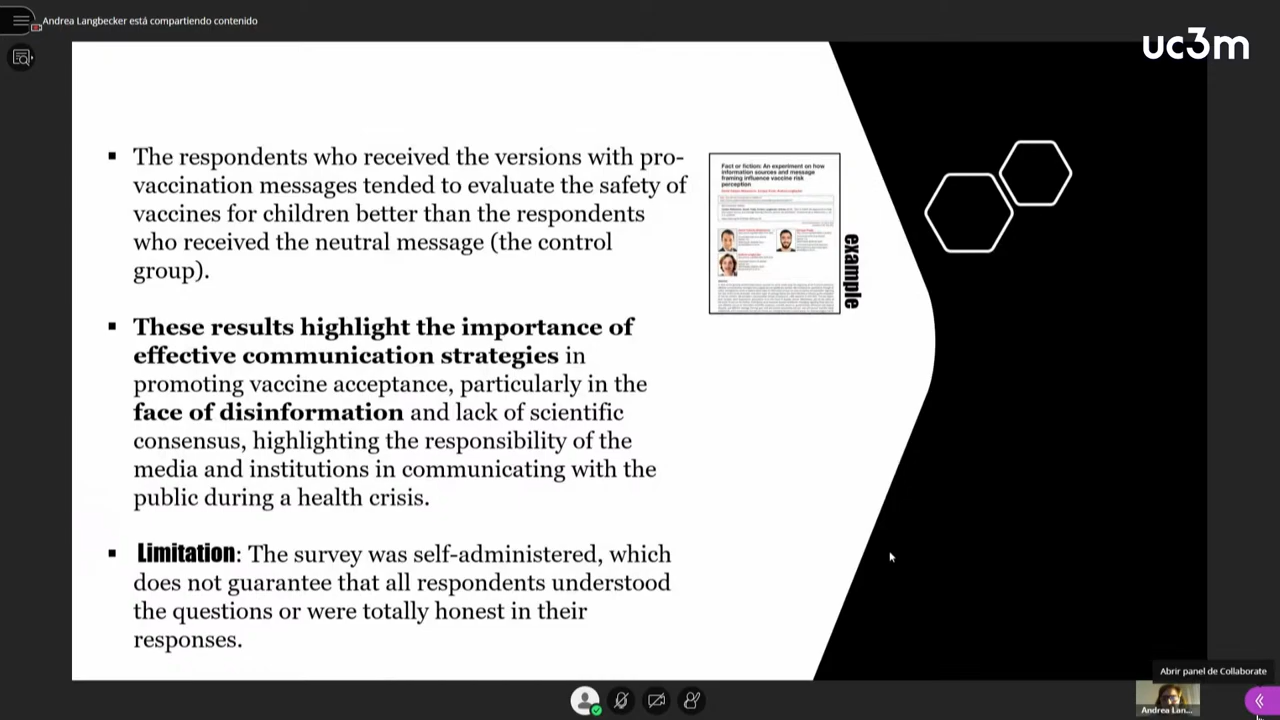 Andrea Langbecker está compartiendo contenido
uc3m
▪ The respondents who received the versions with pro-
vaccination messages tended to evaluate the safety of
vaccines for children better than the respondents
who received the neutral message (the control
group).
▪ These results highlight the importance of
effective communication strategies in
promoting vaccine acceptance, particularly in the
face of disinformation and lack of scientific
consensus, highlighting the responsibility of the
media and institutions in communicating with the
public during a health crisis.
▪ Limitation: The survey was self-administered, which
does not guarantee that all respondents understood
the questions or were totally honest in their
responses.
Fact or fiction: An experiment on how
information sources and message
framing influence vaccine risk
perception
example
Abrir panel de Collaborate
Andrea Lan...